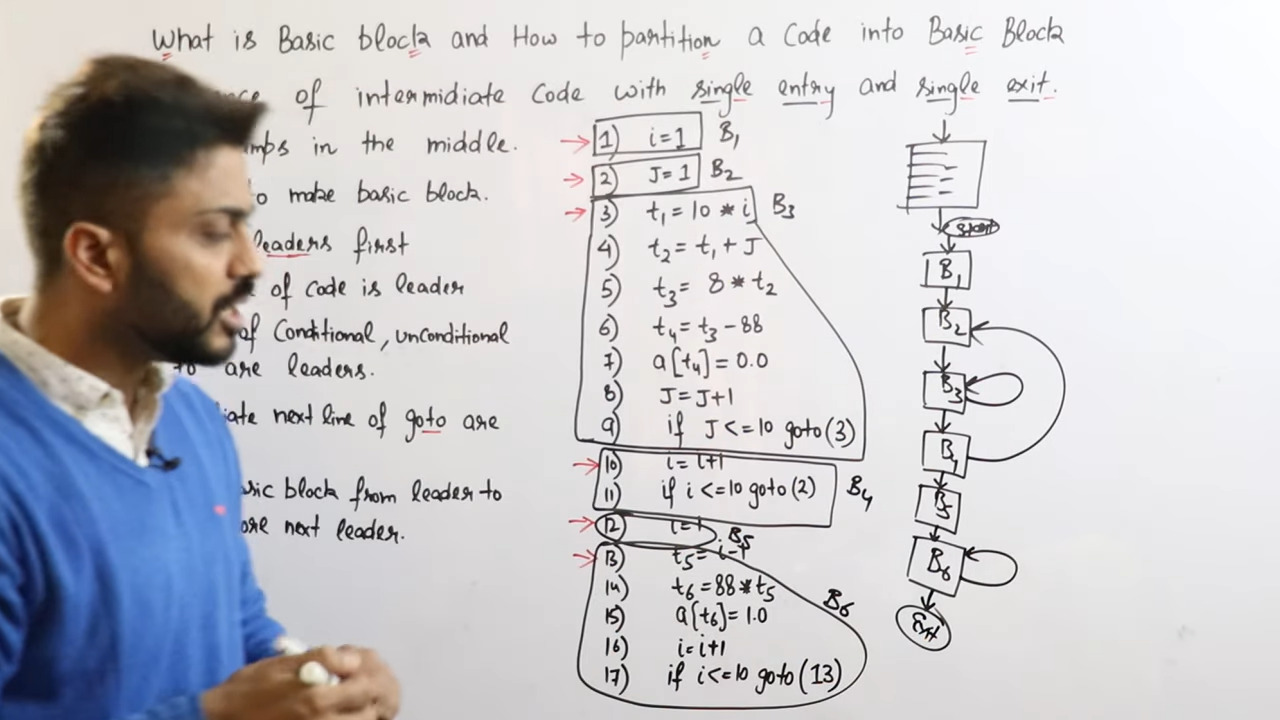 What is Basic block and How to partition a Code into Basic Block
of intermidiate Code with single entry and single exit.
in the middle.
to make basic block.
leaders first
of code is leader
of Conditional, unconditional
are leaders.
next line of goto are
block from leader to
next leader.
1) i=1 B1
2) J=1 B2
3) t1=10*i B3
4) t2=t1+J
5) t3= 8*t2
6) t4=t3-88
7) a[t4]=0.0
8) J=J+1
9) if J<=10 goto(3)
10) i=i+1
11) if i<=10 goto(2) B4
12) i=1 B5
13) t5=i-1
14) t6=88*t5
15) a[t6]=1.0 B6
16) i=i+1
17) if i<=10 goto(13)
Start
B1
B2
B3
B4
B5
B6
Exit